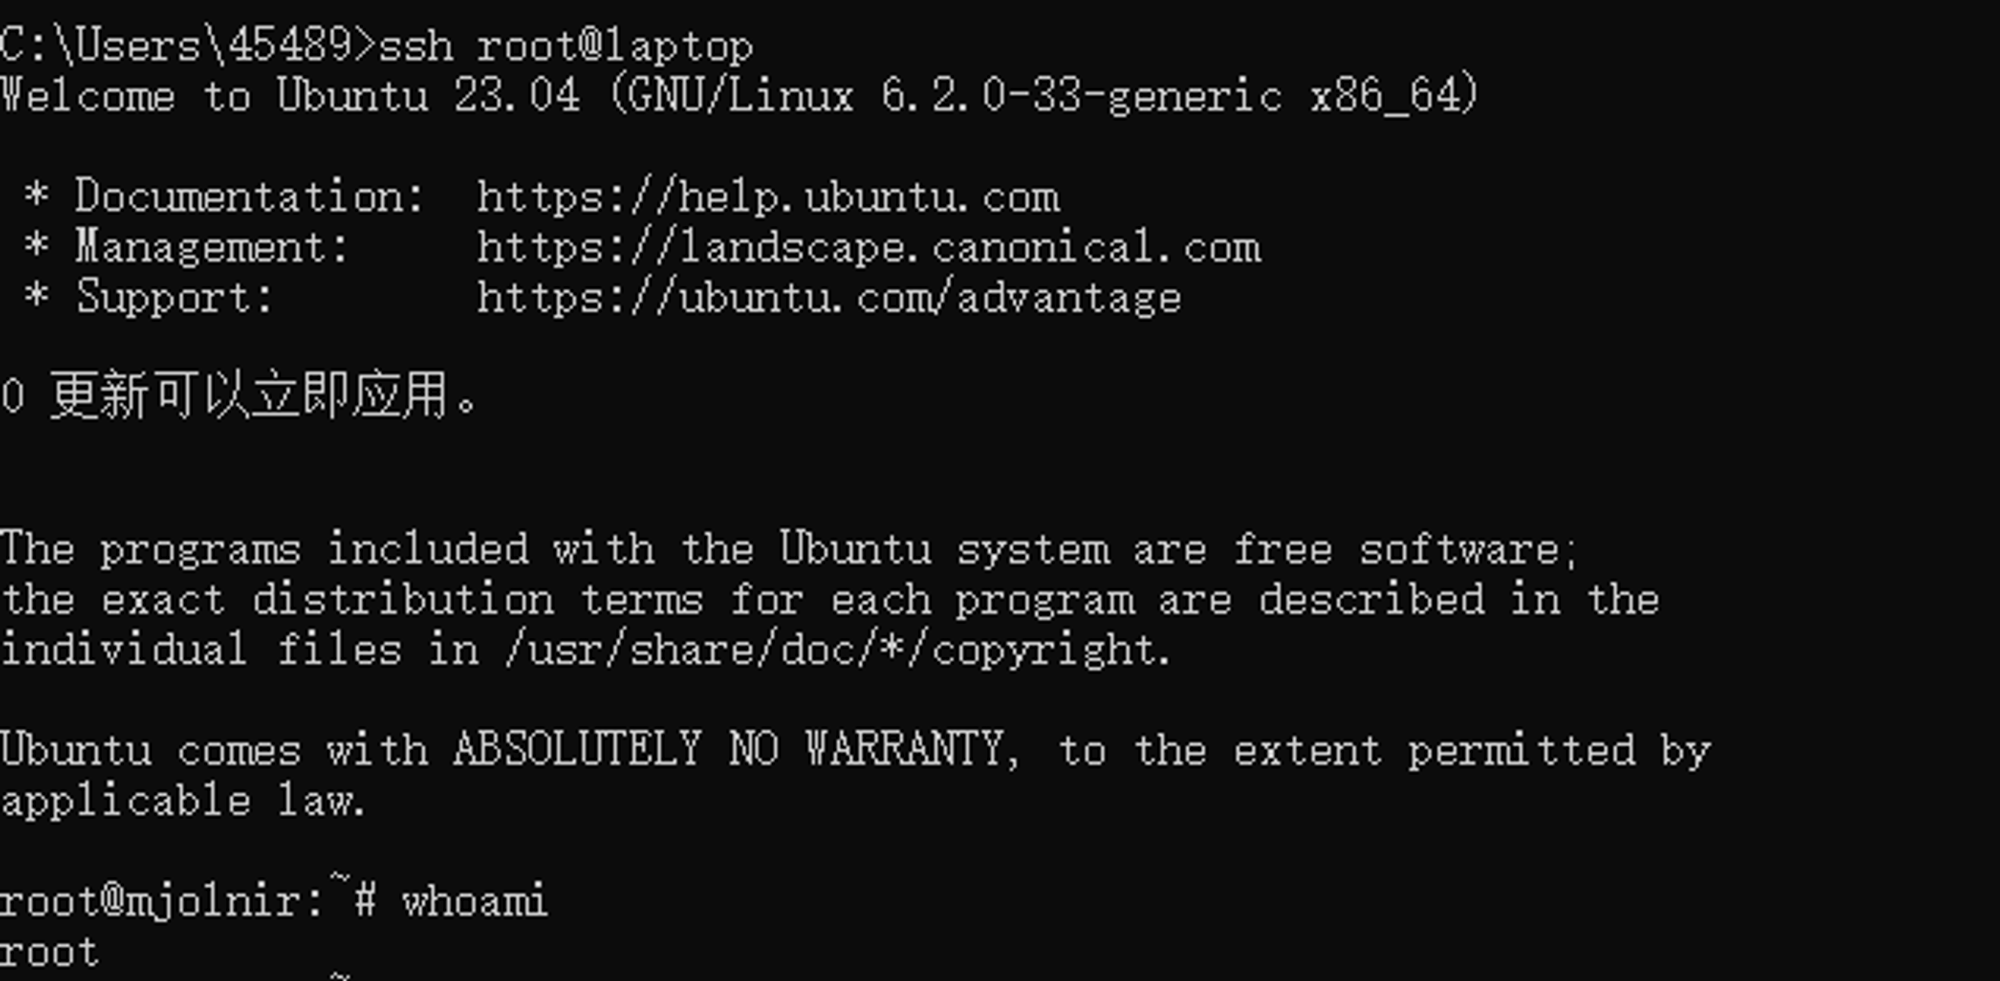 C:\Users\45489>ssh root@laptop
Welcome to Ubuntu 23.04 (GNU/Linux 6.2.0-33-generic x86_64)
* Documentation:  https://help.ubuntu.com
* Management:     https://landscape.canonical.com
* Support:        https://ubuntu.com/advantage
0 更新可以立即应用。
The programs included with the Ubuntu system are free software;
the exact distribution terms for each program are described in the
individual files in /usr/share/doc/*/copyright.
Ubuntu comes with ABSOLUTELY NO WARRANTY, to the extent permitted by
applicable law.
root@mjolnir:~# whoami
root